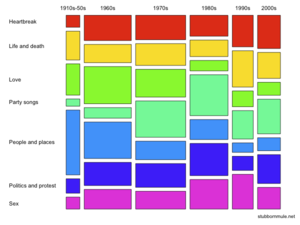 1910s-50s 1960s 1970s 1980s 1990s 2000s
Heartbreak
Life and death
Love
Party songs
People and places
Politics and protest
Sex
stubbornmule.net